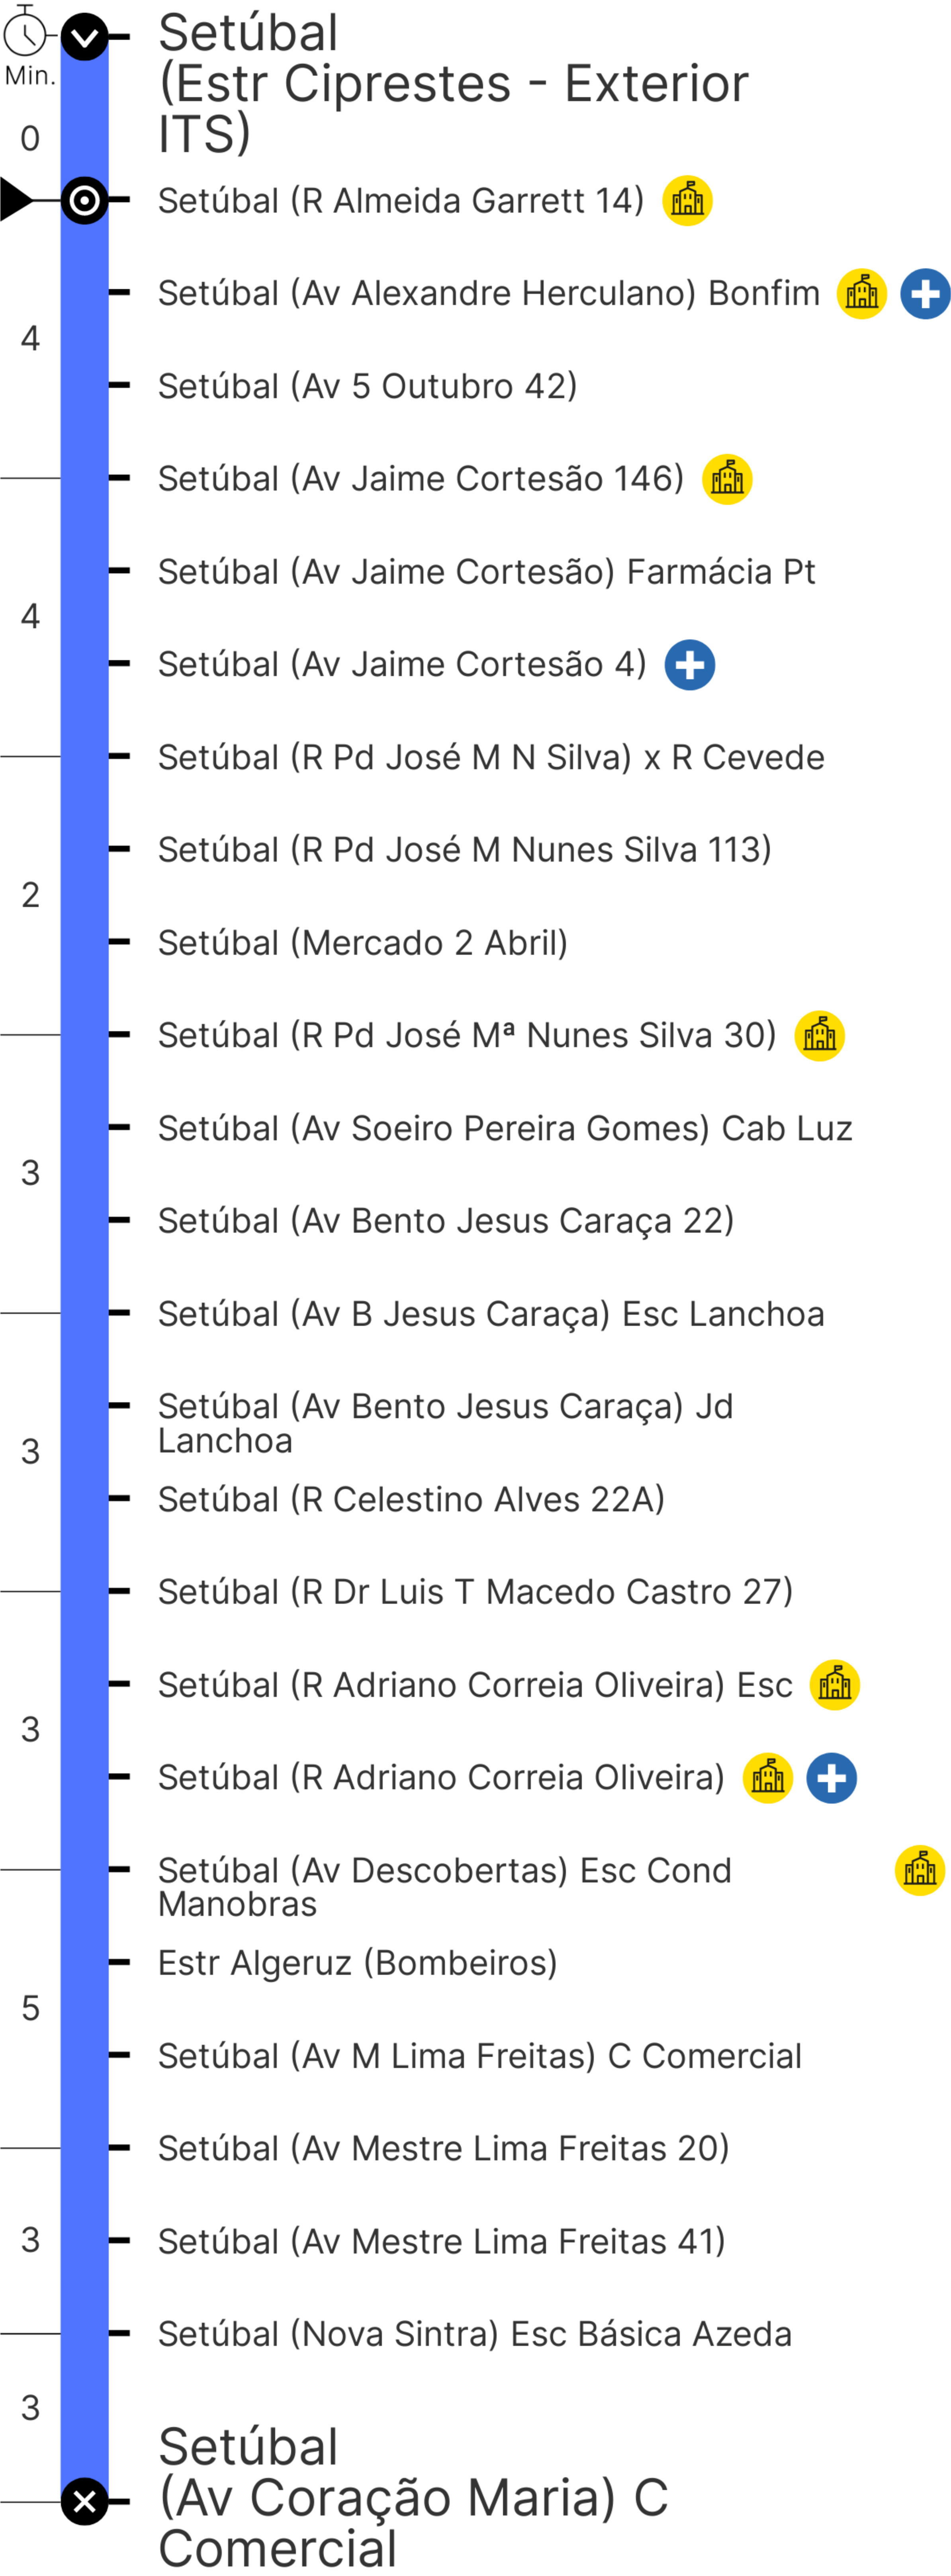 Setúbal
(Estr Ciprestes - Exterior
ITS)
Min.
0
Setúbal (R Almeida Garrett 14)
Setúbal (Av Alexandre Herculano) Bonfim
4
Setúbal (Av 5 Outubro 42)
Setúbal (Av Jaime Cortesão 146)
Setúbal (Av Jaime Cortesão) Farmácia Pt
4
Setúbal (Av Jaime Cortesão 4)
Setúbal (R Pd José M N Silva) x R Cevede
Setúbal (R Pd José M Nunes Silva 113)
2
Setúbal (Mercado 2 Abril)
Setúbal (R Pd José Mª Nunes Silva 30)
Setúbal (Av Soeiro Pereira Gomes) Cab Luz
3
Setúbal (Av Bento Jesus Caraça 22)
Setúbal (Av B Jesus Caraça) Esc Lanchoa
Setúbal (Av Bento Jesus Caraça) Jd
Lanchoa
3
Setúbal (R Celestino Alves 22A)
Setúbal (R Dr Luis T Macedo Castro 27)
Setúbal (R Adriano Correia Oliveira) Esc
3
Setúbal (R Adriano Correia Oliveira)
Setúbal (Av Descobertas) Esc Cond
Manobras
Estr Algeruz (Bombeiros)
5
Setúbal (Av M Lima Freitas) C Comercial
Setúbal (Av Mestre Lima Freitas 20)
3
Setúbal (Av Mestre Lima Freitas 41)
Setúbal (Nova Sintra) Esc Básica Azeda
3
Setúbal
(Av Coração Maria) C
Comercial